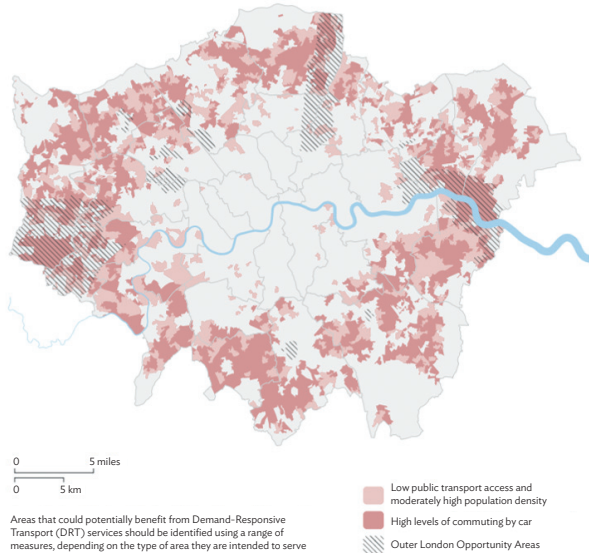 0 5 miles
0 5 km
Areas that could potentially benefit from Demand-Responsive
Transport (DRT) services should be identified using a range of
measures, depending on the type of area they are intended to serve
Low public transport access and
moderately high population density
High levels of commuting by car
Outer London Opportunity Areas